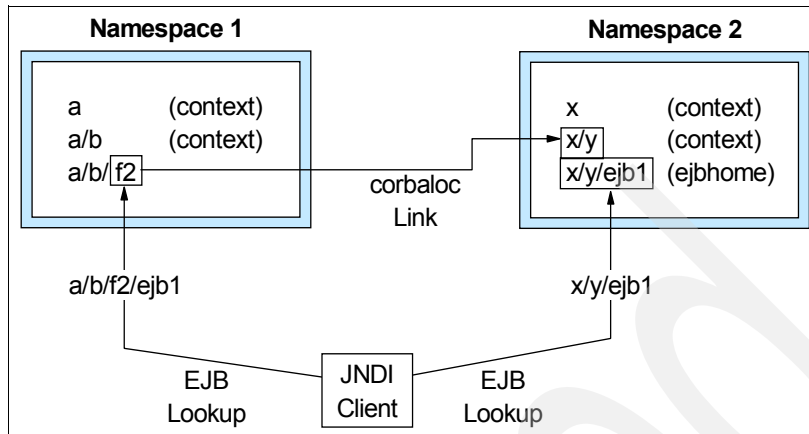 Namespace 1
Namespace 2
a (context)
a/b (context)
a/b/ f2
x (context)
x/y (context)
x/y/ejb1 (ejbhome)
corbaloc
Link
a/b/f2/ejb1
x/y/ejb1
EJB
Lookup
JNDI
Client
EJB
Lookup